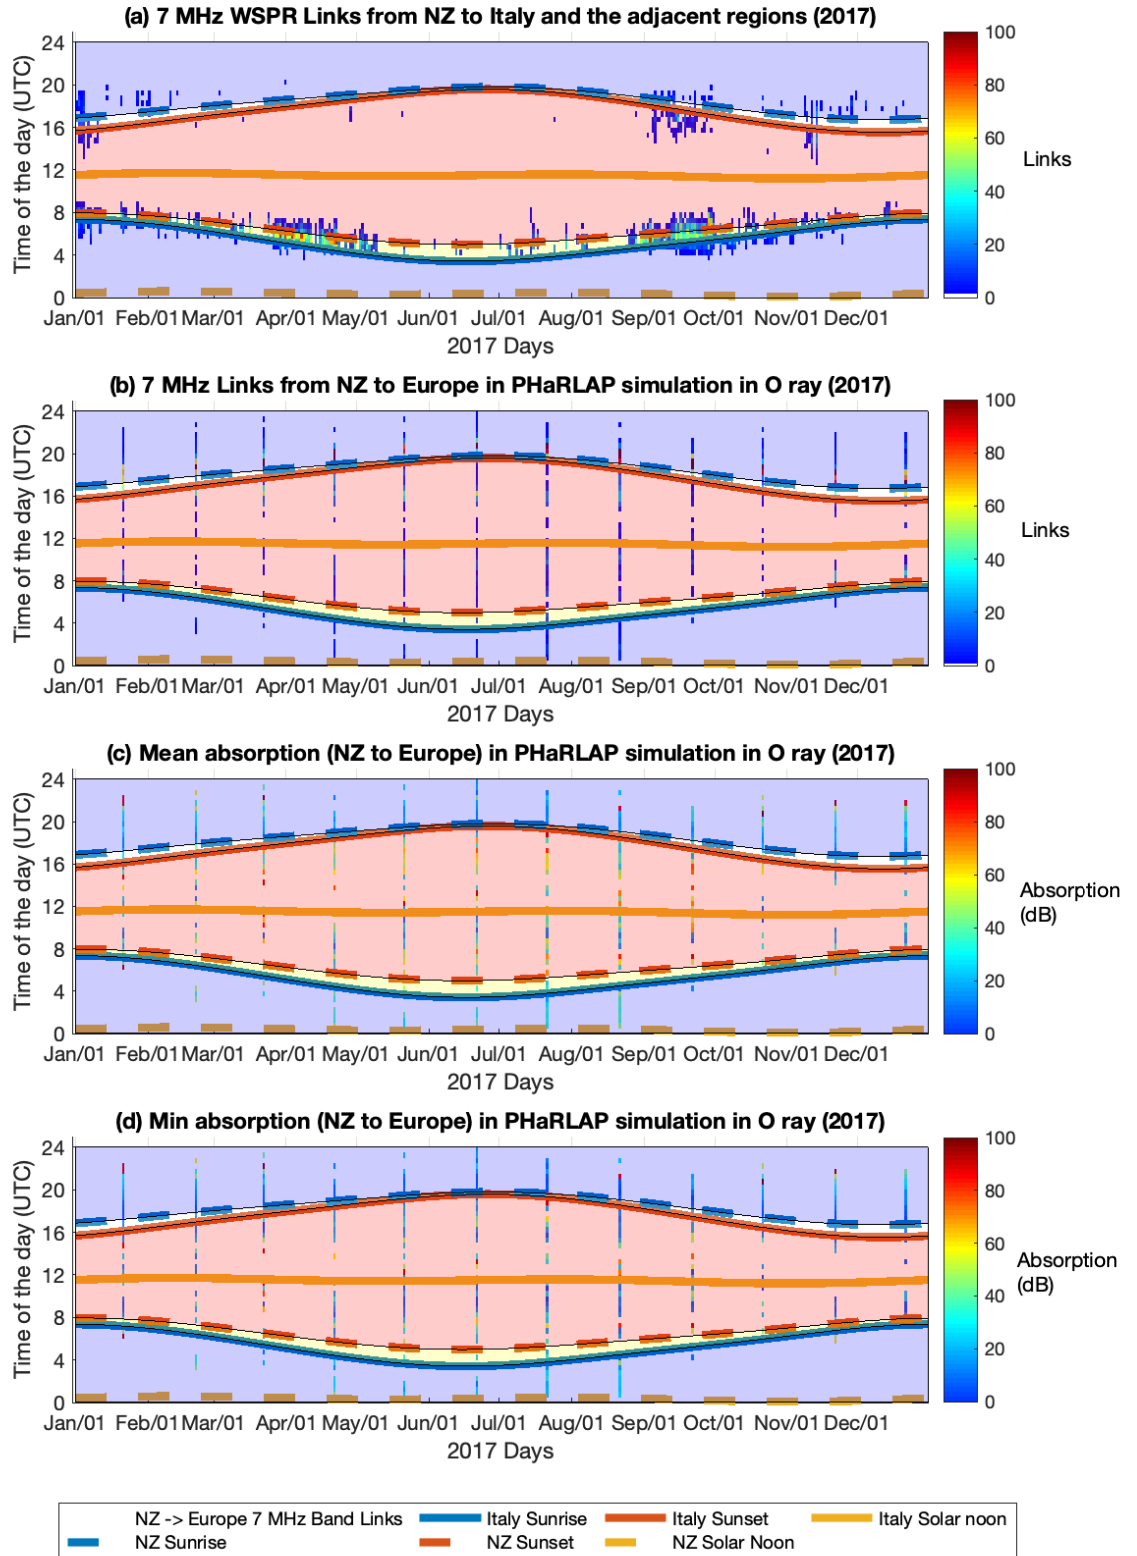 (a) 7 MHz WSPR Links from NZ to Italy and the adjacent regions (2017)
24
20
16
12
8
4
0
Time of the day (UTC)
Jan/01 Feb/01 Mar/01 Apr/01 May/01 Jun/01 Jul/01 Aug/01 Sep/01 Oct/01 Nov/01 Dec/01
2017 Days
100
80
60
40
20
0
Links
(b) 7 MHz Links from NZ to Europe in PHaRLAP simulation in O ray (2017)
24
20
16
12
8
4
0
Time of the day (UTC)
Jan/01 Feb/01 Mar/01 Apr/01 May/01 Jun/01 Jul/01 Aug/01 Sep/01 Oct/01 Nov/01 Dec/01
2017 Days
100
80
60
40
20
0
Links
(c) Mean absorption (NZ to Europe) in PHaRLAP simulation in O ray (2017)
24
20
16
12
8
4
0
Time of the day (UTC)
Jan/01 Feb/01 Mar/01 Apr/01 May/01 Jun/01 Jul/01 Aug/01 Sep/01 Oct/01 Nov/01 Dec/01
2017 Days
100
80
60
40
20
0
Absorption
(dB)
(d) Min absorption (NZ to Europe) in PHaRLAP simulation in O ray (2017)
24
20
16
12
8
4
0
Time of the day (UTC)
Jan/01 Feb/01 Mar/01 Apr/01 May/01 Jun/01 Jul/01 Aug/01 Sep/01 Oct/01 Nov/01 Dec/01
2017 Days
100
80
60
40
20
0
Absorption
(dB)
NZ -> Europe 7 MHz Band Links Italy Sunrise Italy Sunset Italy Solar noon
NZ Sunrise NZ Sunset NZ Solar Noon